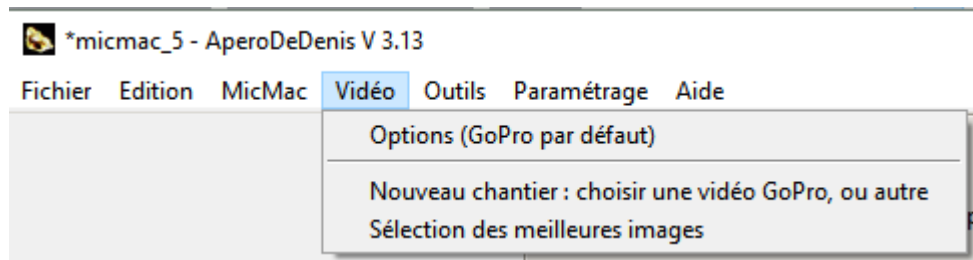 *micmac_5 - AperoDeDenis V 3.13
Fichier Edition MicMac Vidéo Outils Paramétrage Aide
Options (GoPro par défaut)
Nouveau chantier : choisir une vidéo GoPro, ou autre
Sélection des meilleures images